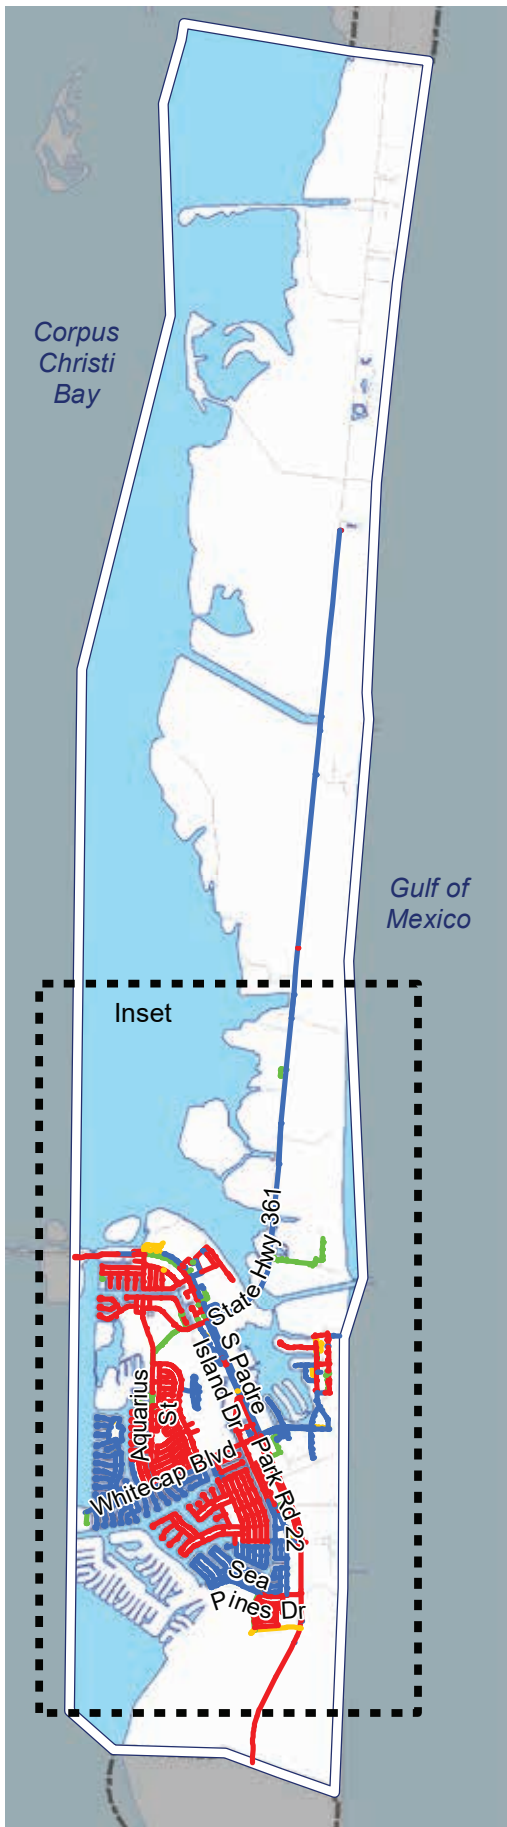 Corpus
Christi
Bay
Gulf of
Mexico
Inset
State Hwy 361
S Padre
Island Dr
Aquarius
St
Park Rd 22
Whitecap Blvd
Sea
Pines Dr